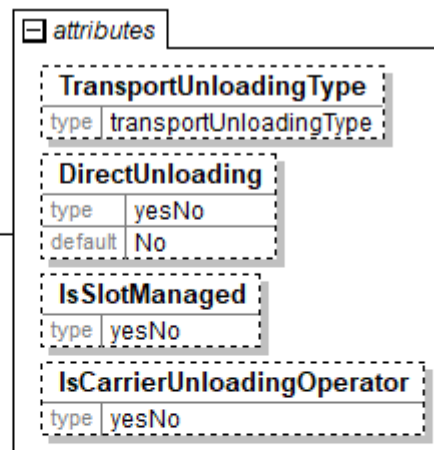 attributes
TransportUnloadingType
type transportUnloadingType
DirectUnloading
type yesNo
default No
IsSlotManaged
type yesNo
IsCarrierUnloadingOperator
type yesNo